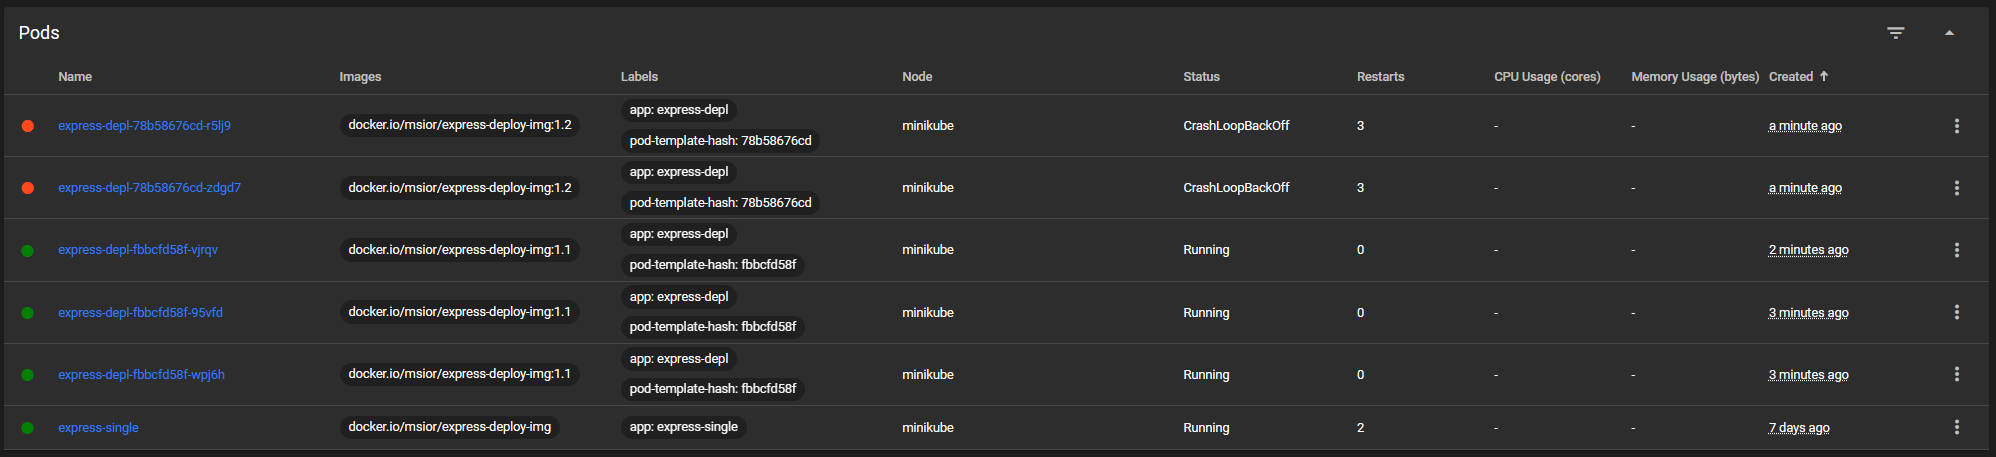 Pods
Name Images Labels Node Status Restarts CPU Usage (cores) Memory Usage (bytes) Created ↑
express-depl-78b58676cd-r5lj9 docker.io/msior/express-deploy-img:1.2 app: express-depl minikube CrashLoopBackOff 3 - - a minute ago
pod-template-hash: 78b58676cd
express-depl-78b58676cd-zdgd7 docker.io/msior/express-deploy-img:1.2 app: express-depl minikube CrashLoopBackOff 3 - - a minute ago
pod-template-hash: 78b58676cd
express-depl-fbbcfd58f-vjrqv docker.io/msior/express-deploy-img:1.1 app: express-depl minikube Running 0 - - 2 minutes ago
pod-template-hash: fbbcfd58f
express-depl-fbbcfd58f-95vfd docker.io/msior/express-deploy-img:1.1 app: express-depl minikube Running 0 - - 3 minutes ago
pod-template-hash: fbbcfd58f
express-depl-fbbcfd58f-wpj6h docker.io/msior/express-deploy-img:1.1 app: express-depl minikube Running 0 - - 3 minutes ago
pod-template-hash: fbbcfd58f
express-single docker.io/msior/express-deploy-img app: express-single minikube Running 2 - - 7 days ago